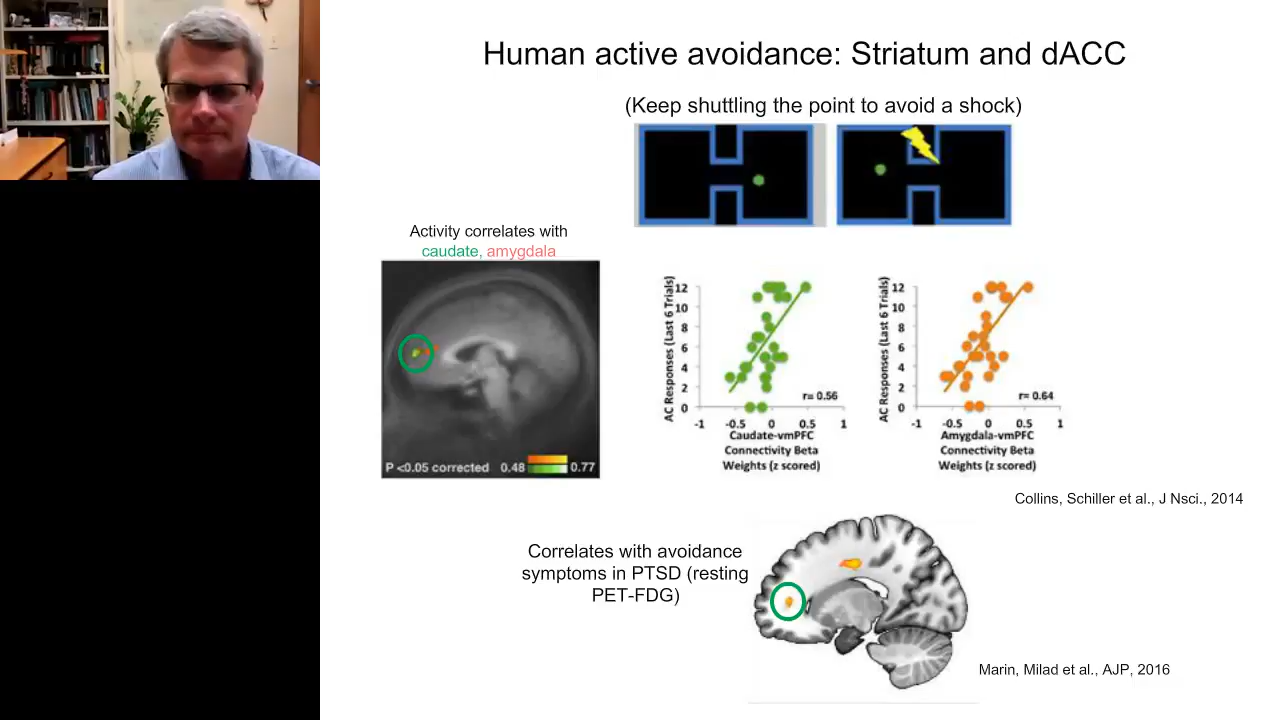 Human active avoidance: Striatum and dACC
(Keep shuttling the point to avoid a shock)
Activity correlates with
caudate, amygdala
P <0.05 corrected 0.48 0.77
AC Responses (Last 6 Trials)
12
10
8
6
4
2
0
r= 0.56
-1 -0.5 0 0.5 1
Caudate-vmPFC
Connectivity Beta
Weights (z scored)
AC Responses (Last 6 Trials)
12
10
8
6
4
2
0
r= 0.64
-1 -0.5 0 0.5 1
Amygdala-vmPFC
Connectivity Beta
Weights (z scored)
Collins, Schiller et al., J Nsci., 2014
Correlates with avoidance
symptoms in PTSD (resting
PET-FDG)
Marin, Milad et al., AJP, 2016